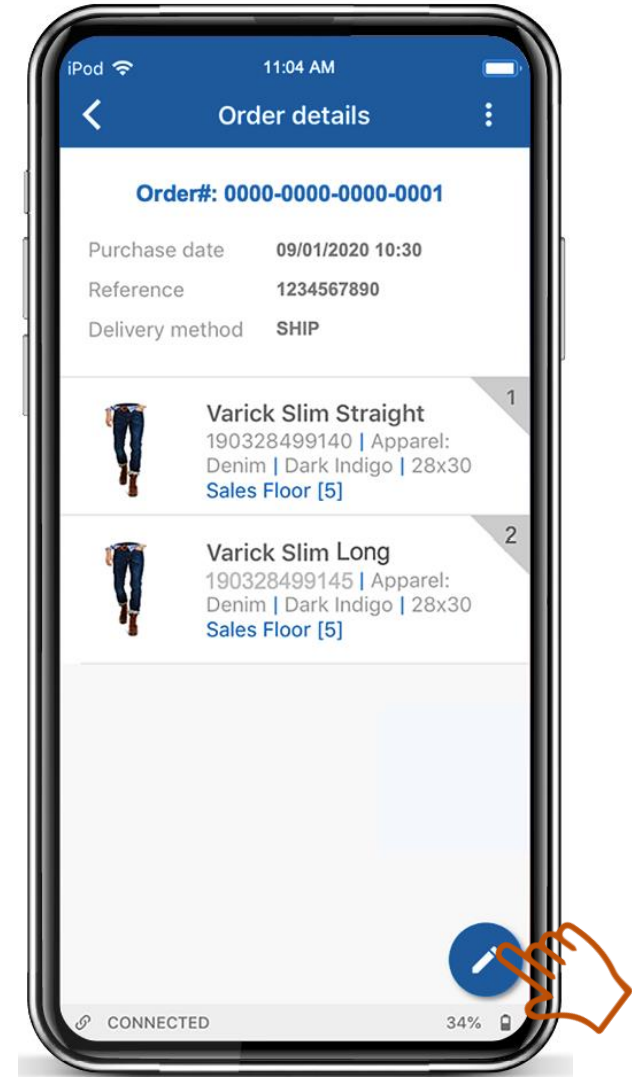 iPod 11:04 AM
Order details
Order#: 0000-0000-0000-0001
Purchase date 09/01/2020 10:30
Reference 1234567890
Delivery method SHIP
1
Varick Slim Straight
190328499140 | Apparel:
Denim | Dark Indigo | 28x30
Sales Floor [5]
2
Varick Slim Long
190328499145 | Apparel:
Denim | Dark Indigo | 28x30
Sales Floor [5]
CONNECTED 34%